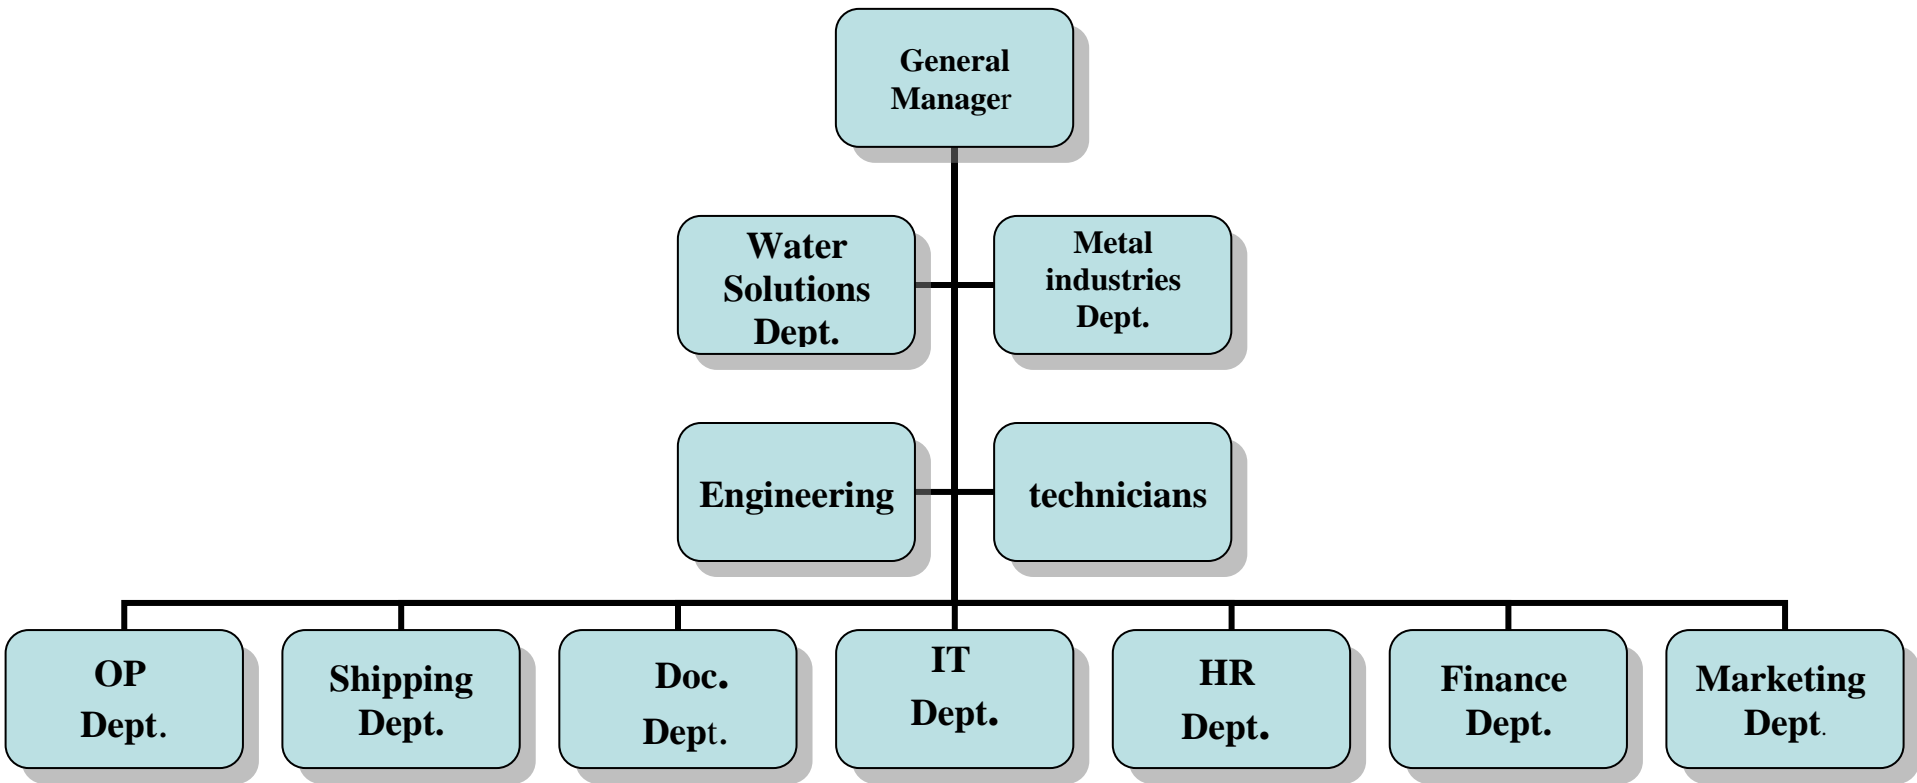 General
Manager
Water
Solutions
Dept.
Metal
industries
Dept.
Engineering
technicians
OP
Dept.
Shipping
Dept.
Doc.
Dept.
IT
Dept.
HR
Dept.
Finance
Dept.
Marketing
Dept.